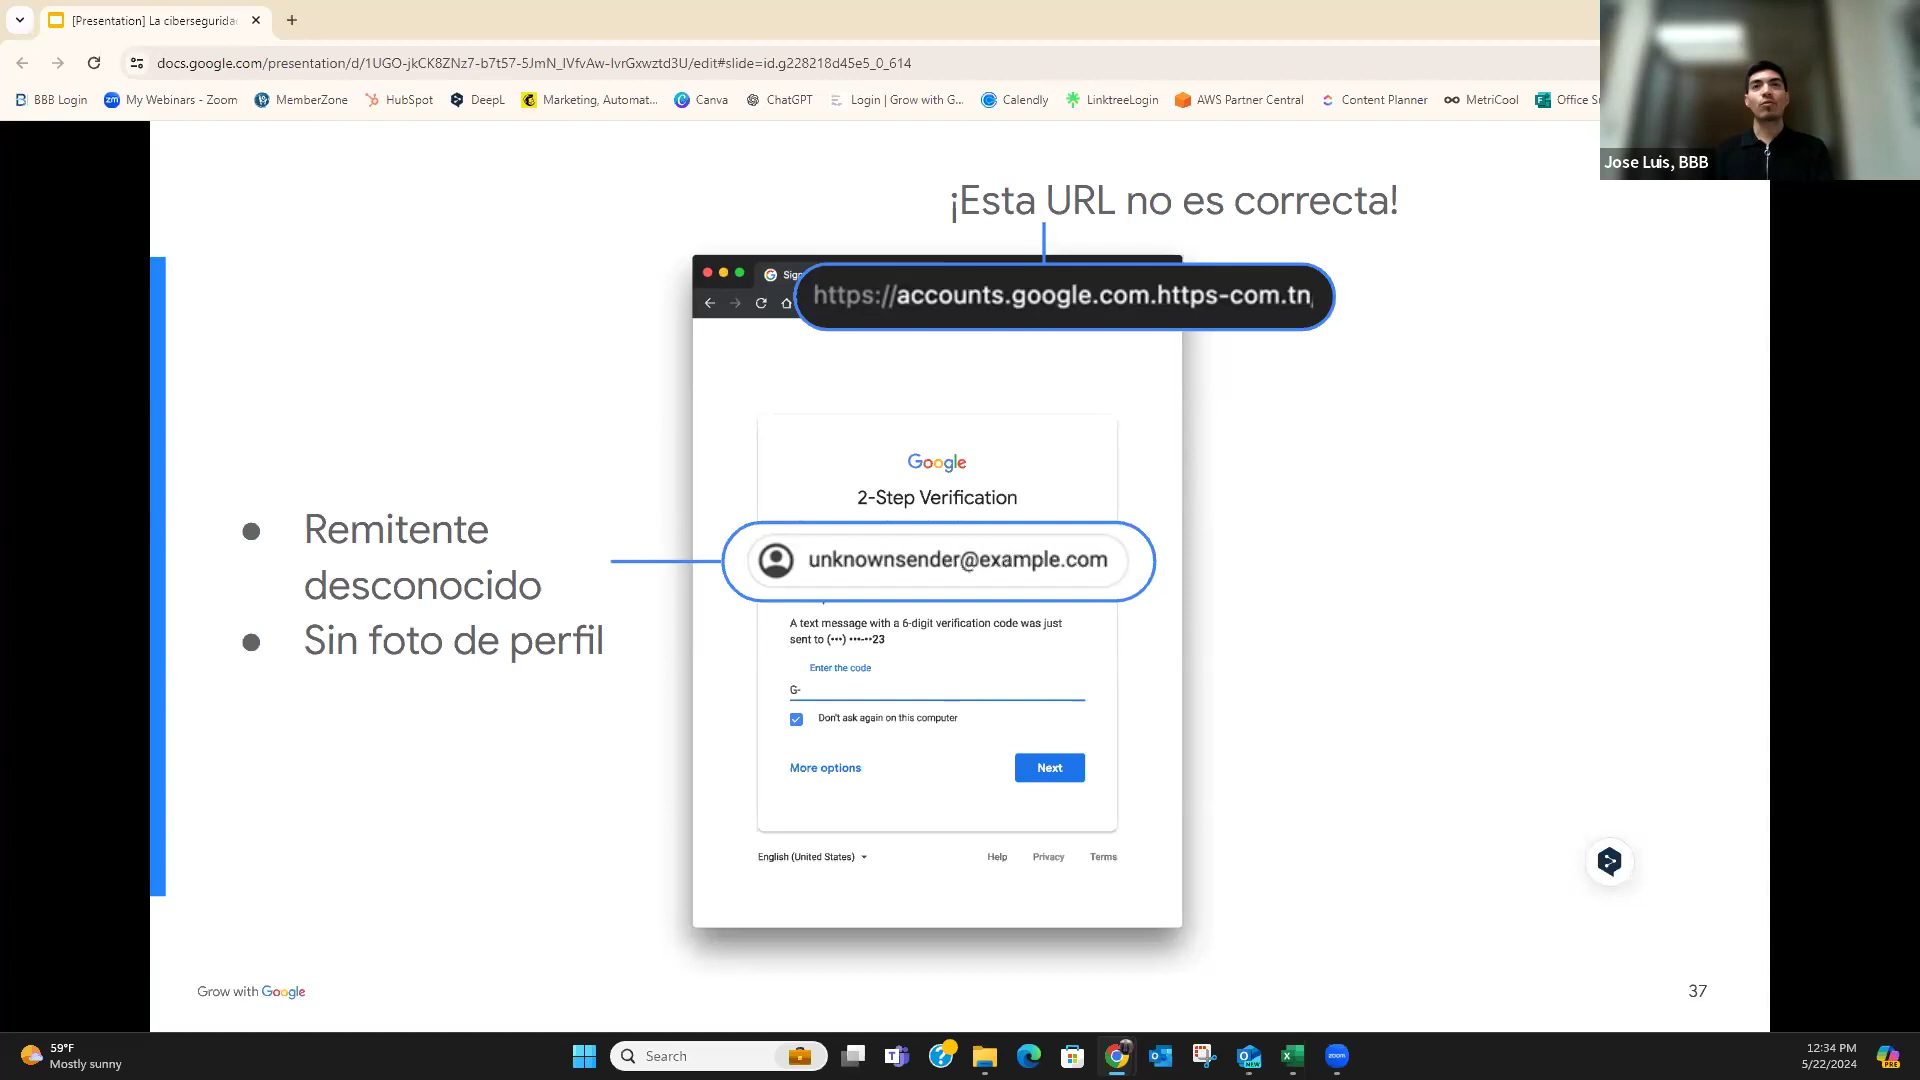 [Presentation] La cibersegurida
docs.google.com/presentation/d/1UGO-jkCK8ZNz7-b7t57-5JmN_IVfvAw-IvrGxwztd3U/edit#slide=id.g228218d45e5_0_614
BBB Login
My Webinars - Zoom
MemberZone
HubSpot
DeepL
Marketing, Automat...
Canva
ChatGPT
Login | Grow with G...
Calendly
LinktreeLogin
AWS Partner Central
Content Planner
MetriCool
Office
Jose Luis, BBB
¡Esta URL no es correcta!
Sign
https://accounts.google.com.https-com.tn
Google
2-Step Verification
Remitente
desconocido
Sin foto de perfil
unknownsender@example.com
A text message with a 6-digit verification code was just
sent to (•••) •••-••23
Enter the code
G-
Don't ask again on this computer
More options
Next
English (United States)
Help
Privacy
Terms
Grow with Google
37
59°F
Mostly sunny
Search
12:34 PM
5/22/2024